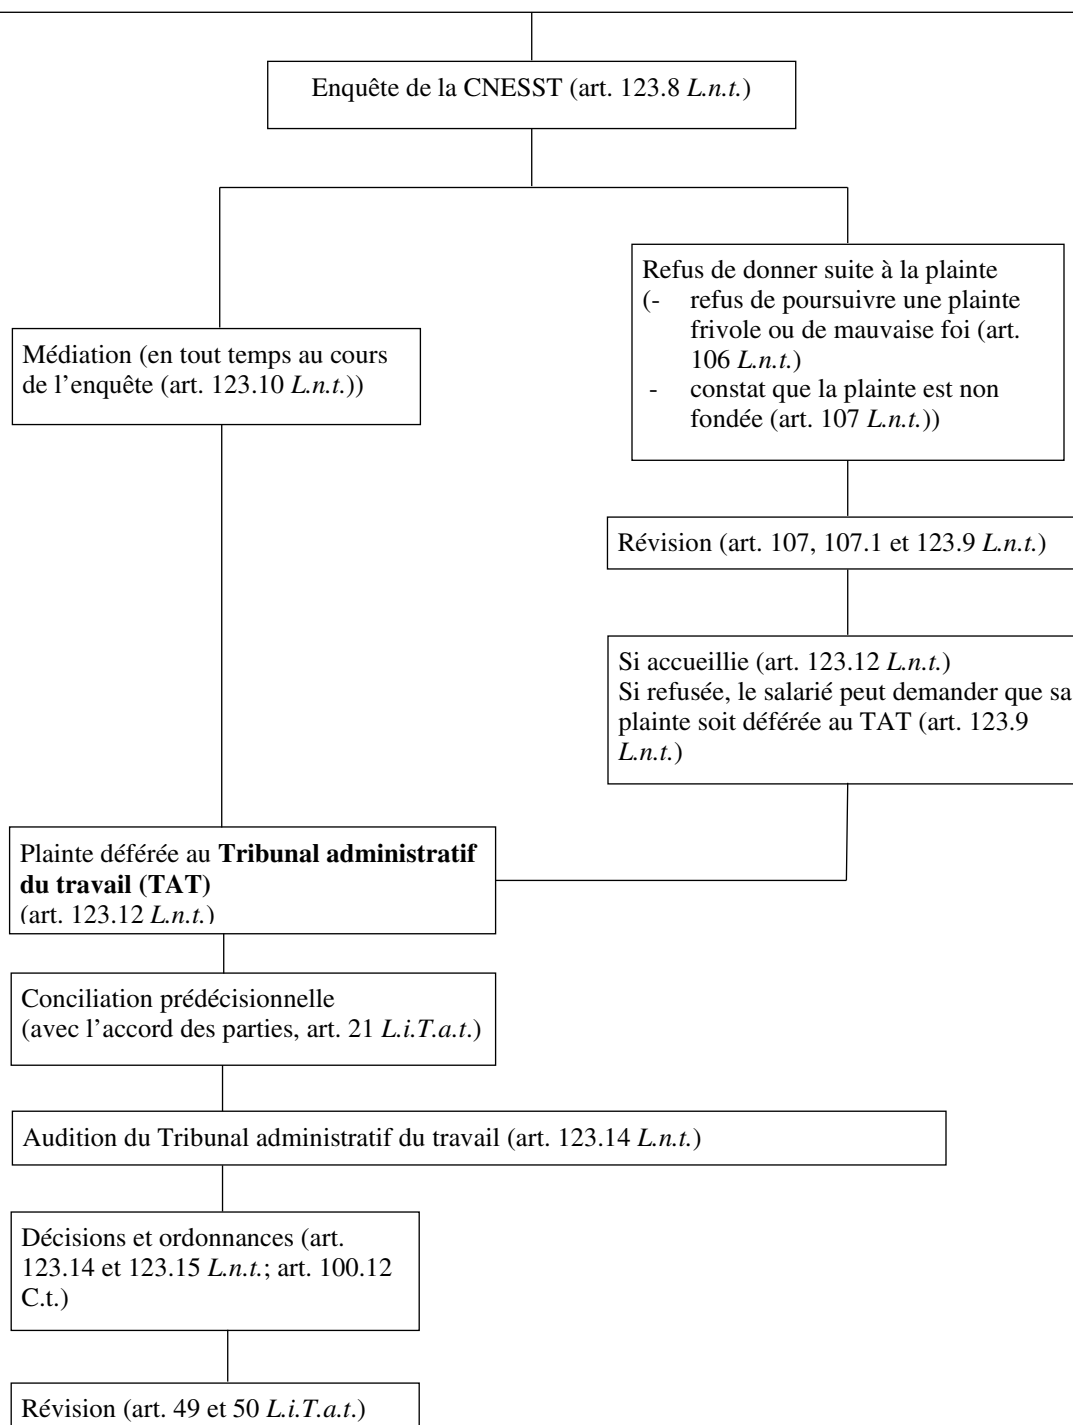 Enquête de la CNESST (art. 123.8 L.n.t.)
Refus de donner suite à la plainte
(- refus de poursuivre une plainte
frivole ou de mauvaise foi (art.
106 L.n.t.)
- constat que la plainte est non
fondée (art. 107 L.n.t.))
Médiation (en tout temps au cours
de l’enquête (art. 123.10 L.n.t.))
Révision (art. 107, 107.1 et 123.9 L.n.t.)
Si accueillie (art. 123.12 L.n.t.)
Si refusée, le salarié peut demander que sa
plainte soit déférée au TAT (art. 123.9
L.n.t.)
Plainte déférée au Tribunal administratif
du travail (TAT)
(art. 123.12 L.n.t.)
Conciliation prédécisionnelle
(avec l’accord des parties, art. 21 L.i.T.a.t.)
Audition du Tribunal administratif du travail (art. 123.14 L.n.t.)
Décisions et ordonnances (art.
123.14 et 123.15 L.n.t.; art. 100.12
C.t.)
Révision (art. 49 et 50 L.i.T.a.t.)